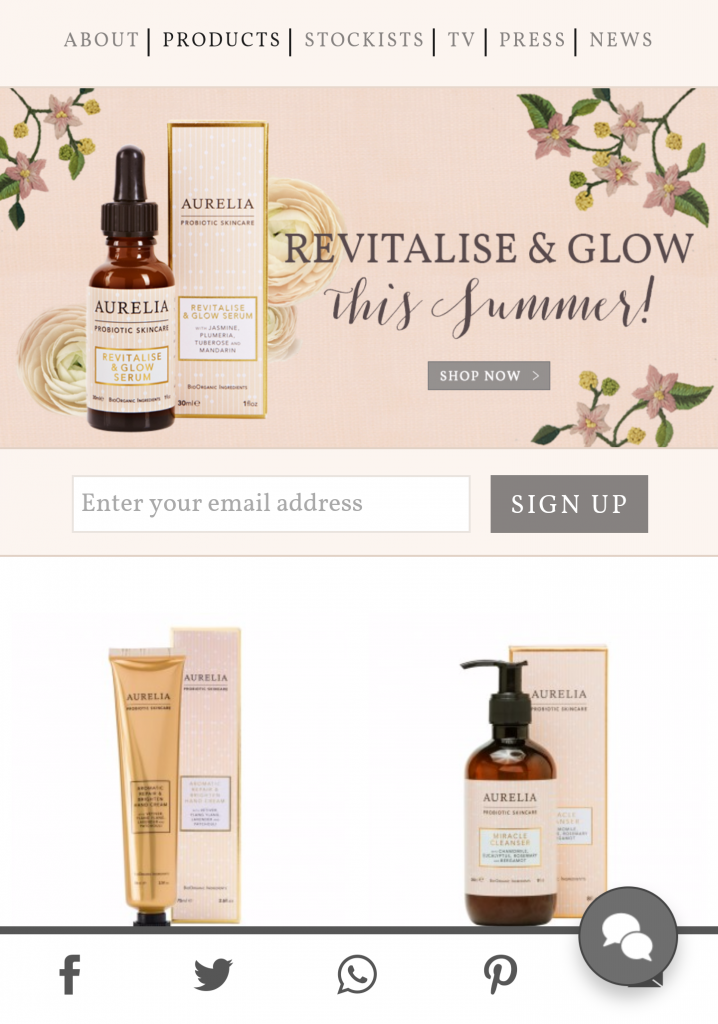 ABOUT | PRODUCTS | STOCKISTS | TV | PRESS | NEWS
AURELIA
PROBIOTIC SKINCARE
REVITALISE
& GLOW SERUM
WITH JASMINE,
PLUMERIA,
TUBEROSE AND
MANDARIN
BIOORGANIC INGREDIENTS
30ml e 1floz
AURELIA
PROBIOTIC SKINCARE
REVITALISE
& GLOW
SERUM
BIOORGANIC INGREDIENTS
REVITALISE & GLOW
this Summer!
SHOP NOW >
Enter your email address
SIGN UP
AURELIA
PROBIOTIC SKINCARE
AROMATIC
REPAIR &
BRIGHTEN
HAND CREAM
AURELIA
PROBIOTIC SKINCARE
AROMATIC
REPAIR &
BRIGHTEN
HAND CREAM
AURELIA
PROBIOTIC SKINCARE
MIRACLE
CLEANSER
WITH CHAMOMILE,
EUCALYPTUS, ROSEMARY
AND BERGAMOT
BIOORGANIC INGREDIENTS
AURELIA
PROBIOTIC SKINCARE